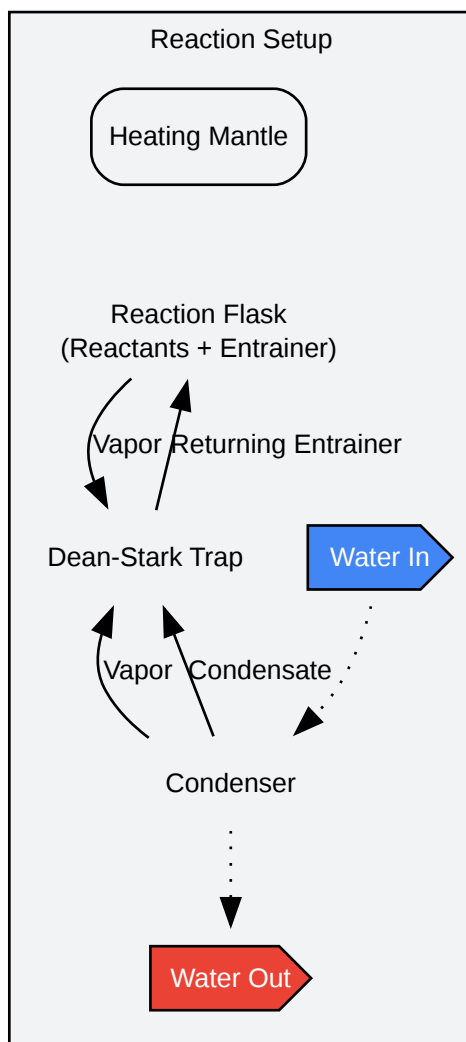 Reaction Setup
Heating Mantle
Reaction Flask
(Reactants + Entrainer)
Vapor
Returning Entrainer
Dean-Stark Trap
Water In
Vapor
Condensate
Condenser
Water Out